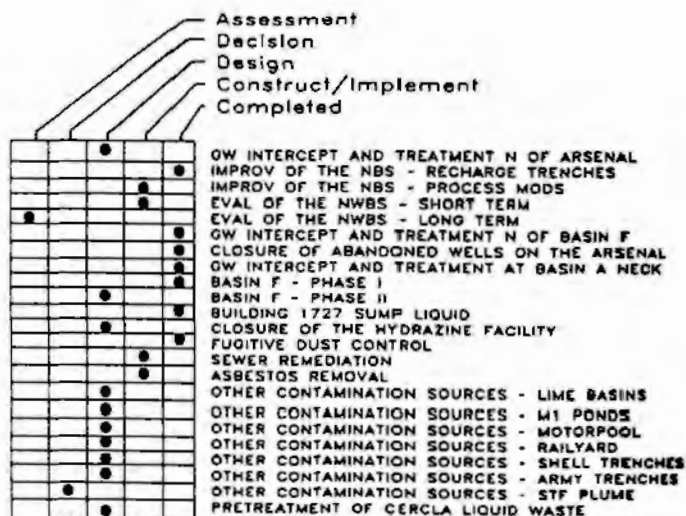 Assessment
Decision
Design
Construct/Implement
Completed
GW INTERCEPT AND TREATMENT N OF ARSENAL
IMPROV OF THE NBS - RECHARGE TRENCHES
IMPROV OF THE NBS - PROCESS MODS
EVAL OF THE NWBS - SHORT TERM
EVAL OF THE NWBS - LONG TERM
GW INTERCEPT AND TREATMENT N OF BASIN F
CLOSURE OF ABANDONED WELLS ON THE ARSENAL
GW INTERCEPT AND TREATMENT AT BASIN A NECK
BASIN F - PHASE I
BASIN F - PHASE II
BUILDING 1727 SUMP LIQUID
CLOSURE OF THE HYDRAZINE FACILITY
FUGITIVE DUST CONTROL
SEWER REMEDIATION
ASBESTOS REMOVAL
OTHER CONTAMINATION SOURCES - LIME BASINS
OTHER CONTAMINATION SOURCES - M1 PONDS
OTHER CONTAMINATION SOURCES - MOTORPOOL
OTHER CONTAMINATION SOURCES - RAILYARD
OTHER CONTAMINATION SOURCES - SHELL TRENCHES
OTHER CONTAMINATION SOURCES - ARMY TRENCHES
OTHER CONTAMINATION SOURCES - STF PLUME
PRETREATMENT OF CERCLA LIQUID WASTE